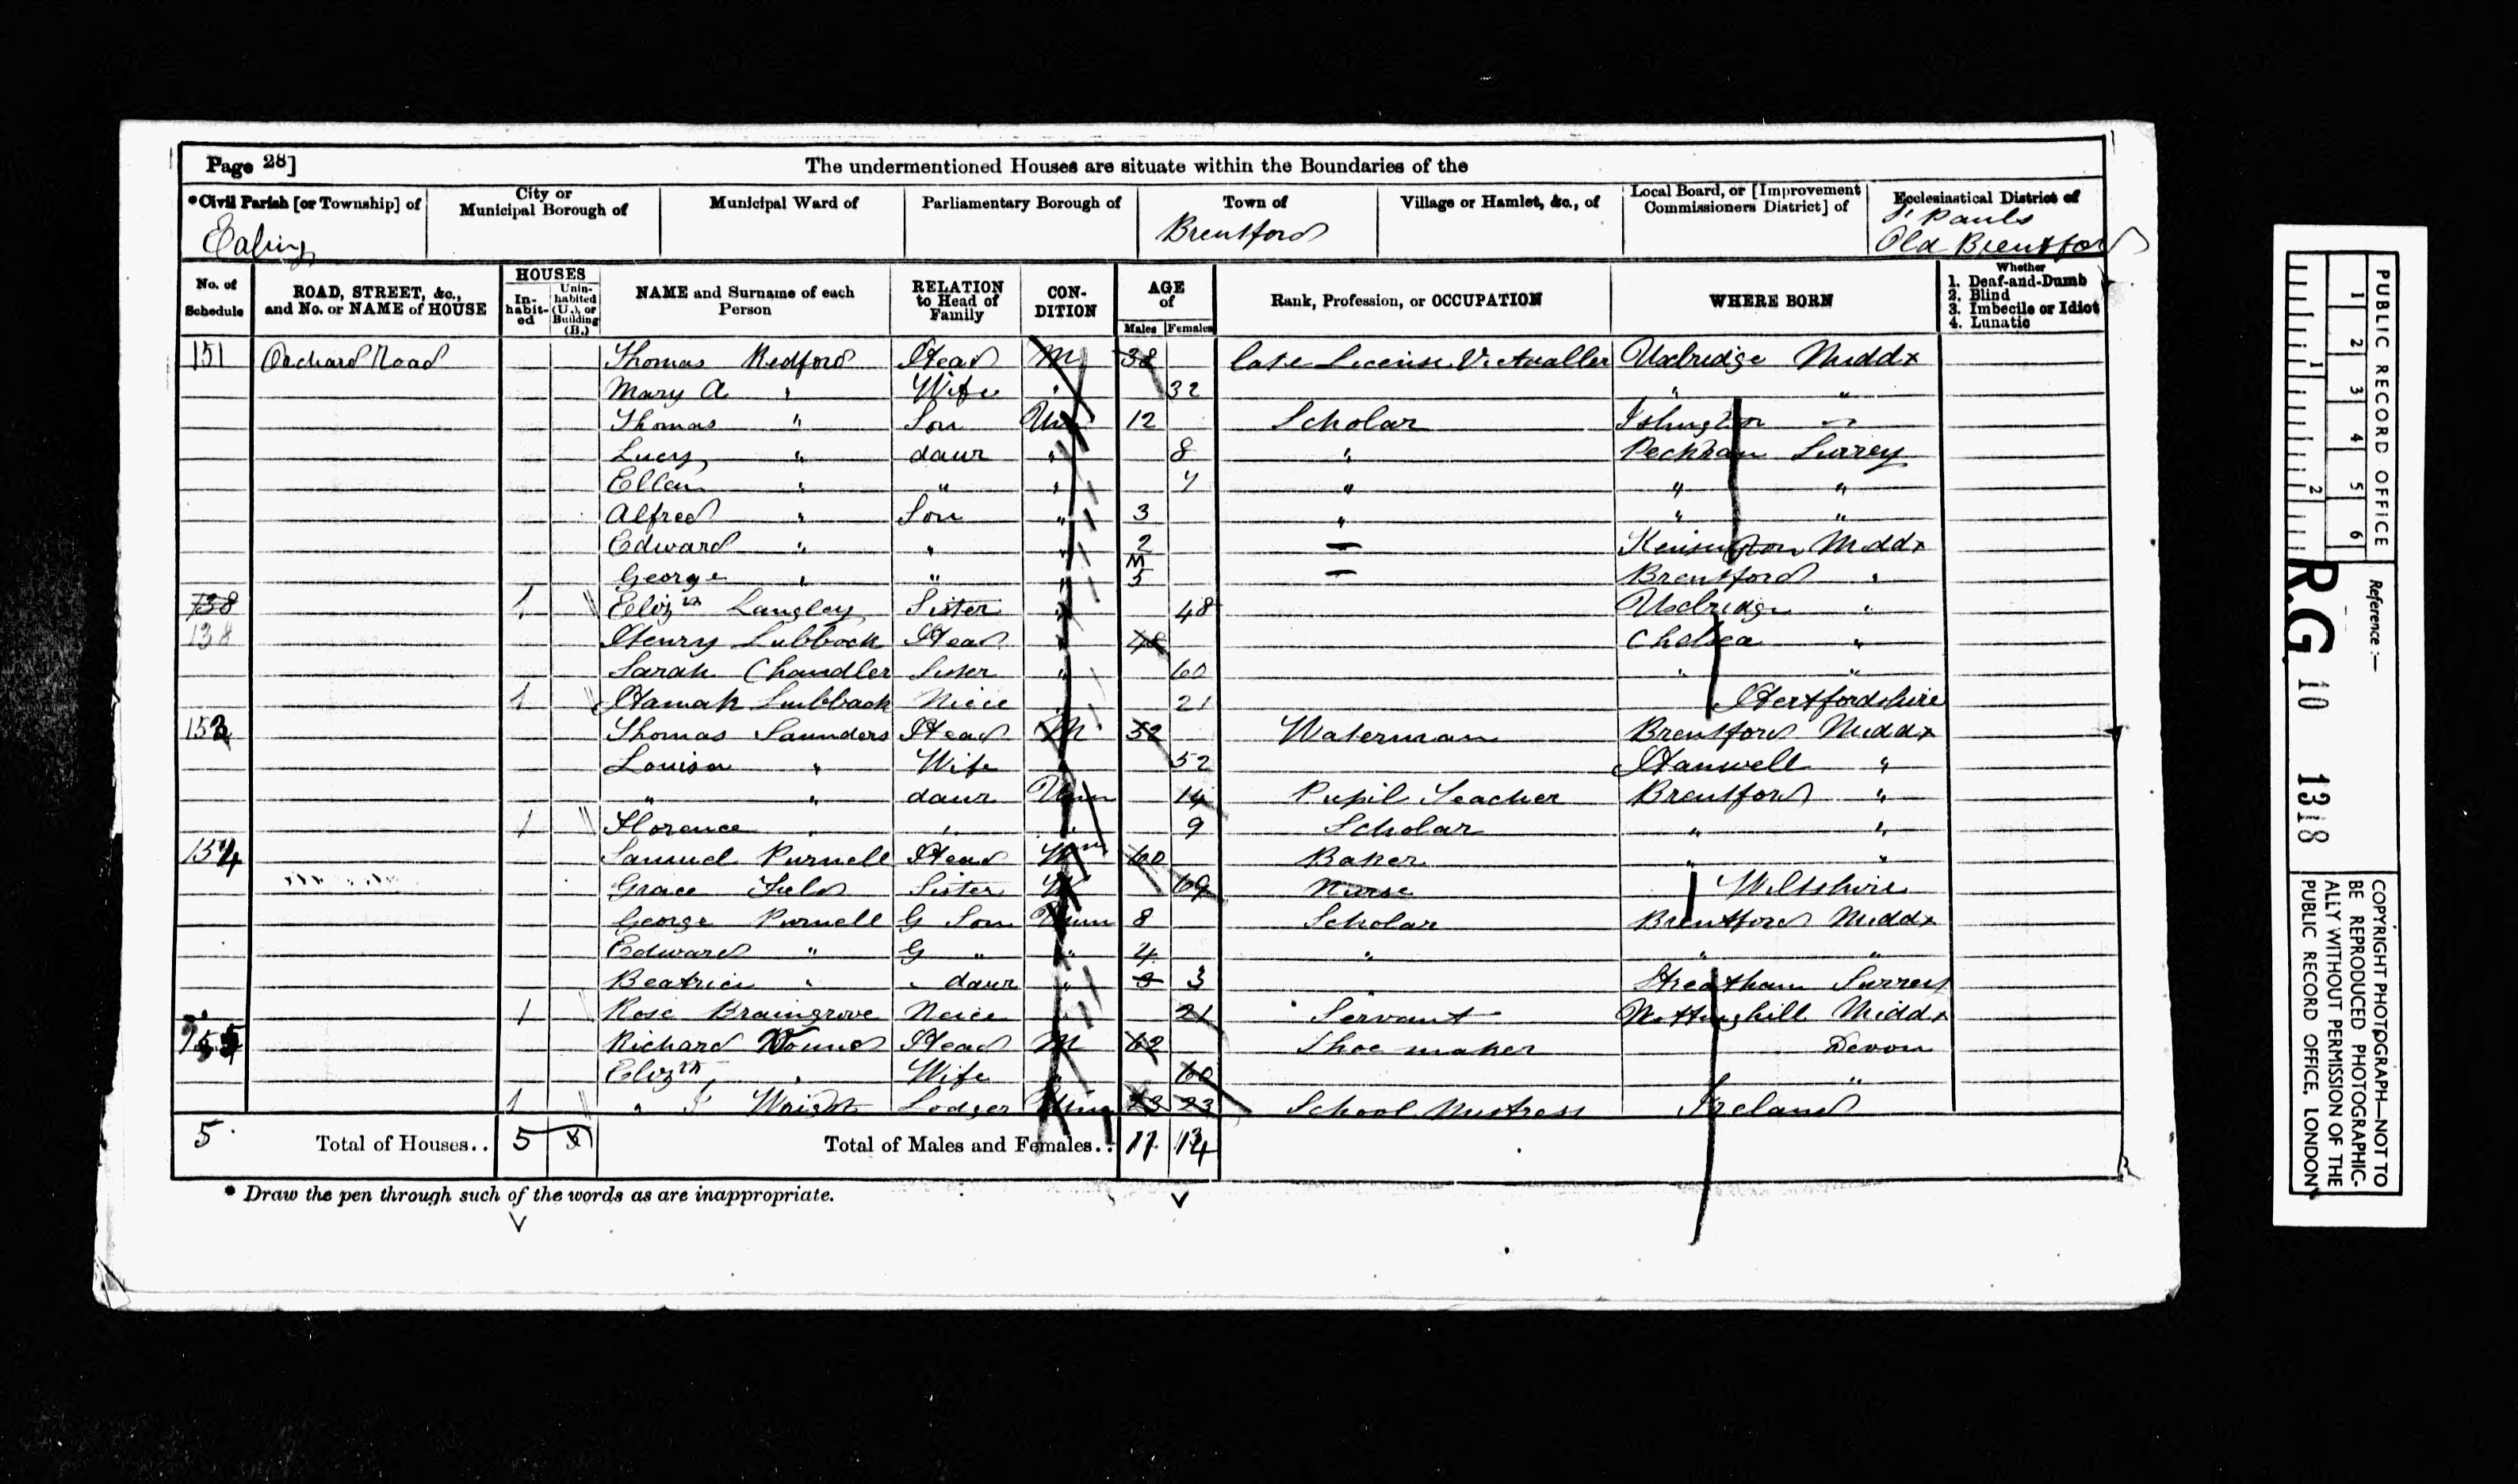 Page 28] The undermentioned Houses are situate within the Boundaries of the
*Civil Parish [or Township] of City or Municipal Borough of Municipal Ward of Parliamentary Borough of Town of Village or Hamlet, &c., of Local Board, or [Improvement Commissioners District] of Ecclesiastical District of
Ealing Brentford St Pauls Old Brentford
No. of Schedule ROAD, STREET, &c., and No. or NAME of HOUSE HOUSES Inhabited Uninhabited (U.), or Building (B.) NAME and Surname of each Person RELATION to Head of Family CONDITION AGE of Males Females Rank, Profession, or OCCUPATION WHERE BORN Whether 1. Deaf-and-Dumb 2. Blind 3. Imbecile or Idiot 4. Lunatic
151 Orchard Road Thomas Redford Head M 38 late License Victualler Uxbridge Middx
Mary A " Wife " 32 " "
Thomas " Son Un 12 Scholar Islington "
Lucy " daur " 8 " Peckham Surrey
Ellen " " " 7 " " "
Alfred " Son " 3 " " "
Edward " " " 2 — Kensington Middx
George " " " M 5 — Brentford "
138 1 Elizth Langley Sister " 48 Uxbridge "
138 Henry Lubbock Head " 48 Chelsea "
Sarah Chandler Sister " 60 " "
1 Hannah Lubbock Niece 21 Hertfordshire
153 Thomas Saunders Head M 52 Waterman Brentford Middx
Louisa " Wife 52 Hanwell "
" " daur Unm 14 Pupil Teacher Brentford "
1 Florence " " " 9 Scholar " "
154 Samuel Purnell Head W 60 Baker " "
Grace Field Sister 69 Nurse Wiltshire
George Purnell G Son Unm 8 Scholar Brentford Middx
Edward " G " " 4 " " "
Beatrice " " daur " 3 3 Streatham Surrey
1 Rose Braingrove Neice 21 Servant Nottinghill Middx
155 Richard Head M 62 Shoe maker Devon
Elizth " Wife " 60 "
1 " J Wright Lodger Unm 23 23 School Mistress Ireland
5 Total of Houses.. 5 Total of Males and Females.. 11 14
* Draw the pen through such of the words as are inappropriate.
PUBLIC RECORD OFFICE
1 2 3 4 5 6
1 2
Reference :—
R.G. 10 1318
COPYRIGHT PHOTOGRAPH—NOT TO BE REPRODUCED PHOTOGRAPHICALLY WITHOUT PERMISSION OF THE PUBLIC RECORD OFFICE, LONDON